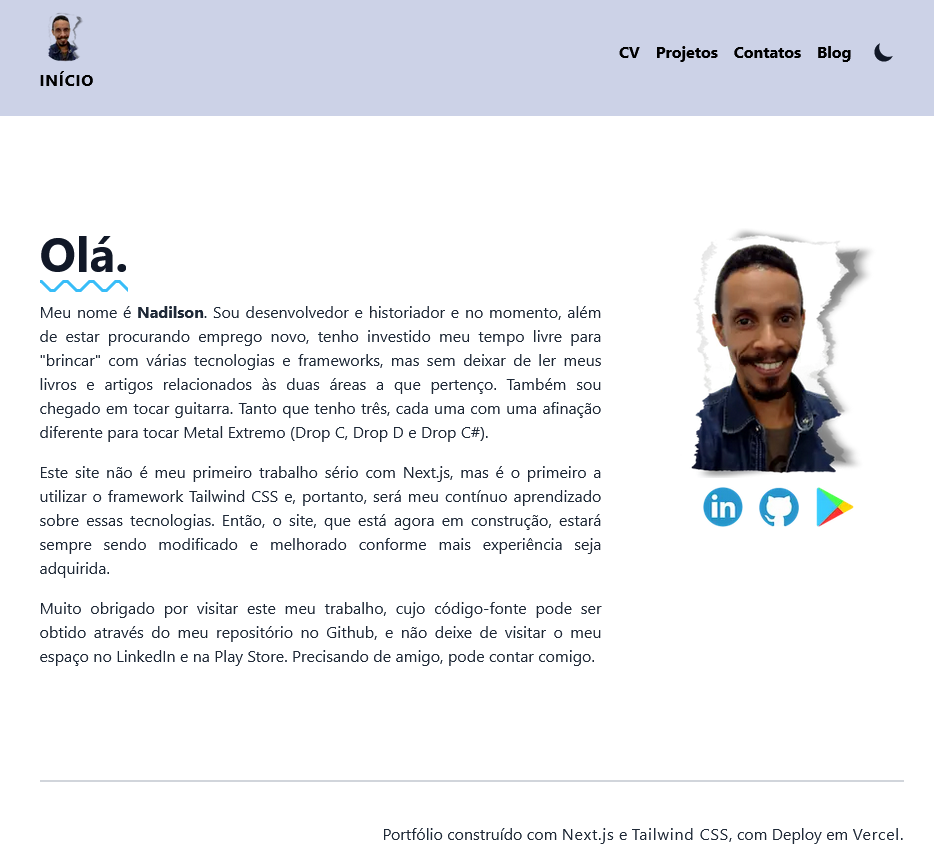 INÍCIO
CV Projetos Contatos Blog
Olá.
Meu nome é Nadilson. Sou desenvolvedor e historiador e no momento, além
de estar procurando emprego novo, tenho investido meu tempo livre para
"brincar" com várias tecnologias e frameworks, mas sem deixar de ler meus
livros e artigos relacionados às duas áreas a que pertenço. Também sou
chegado em tocar guitarra. Tanto que tenho três, cada uma com uma afinação
diferente para tocar Metal Extremo (Drop C, Drop D e Drop C#).
Este site não é meu primeiro trabalho sério com Next.js, mas é o primeiro a
utilizar o framework Tailwind CSS e, portanto, será meu contínuo aprendizado
sobre essas tecnologias. Então, o site, que está agora em construção, estará
sempre sendo modificado e melhorado conforme mais experiência seja
adquirida.
Muito obrigado por visitar este meu trabalho, cujo código-fonte pode ser
obtido através do meu repositório no Github, e não deixe de visitar o meu
espaço no LinkedIn e na Play Store. Precisando de amigo, pode contar comigo.
in
Portfólio construído com Next.js e Tailwind CSS, com Deploy em Vercel.